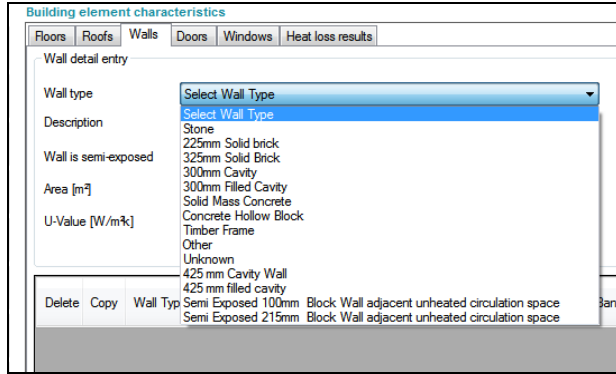 Building element characteristics
Floors Roofs Walls Doors Windows Heat loss results
Wall detail entry
Wall type Select Wall Type
Select Wall Type
Description
Stone
225mm Solid brick
Wall is semi-exposed
325mm Solid Brick
300mm Cavity
Area [m²]
300mm Filled Cavity
Solid Mass Concrete
U-Value [W/m²k]
Concrete Hollow Block
Timber Frame
Other
Unknown
425 mm Cavity Wall
425 mm filled cavity
Delete Copy Wall Typ
Semi Exposed 100mm Block Wall adjacent unheated circulation space
Semi Exposed 215mm Block Wall adjacent unheated circulation space